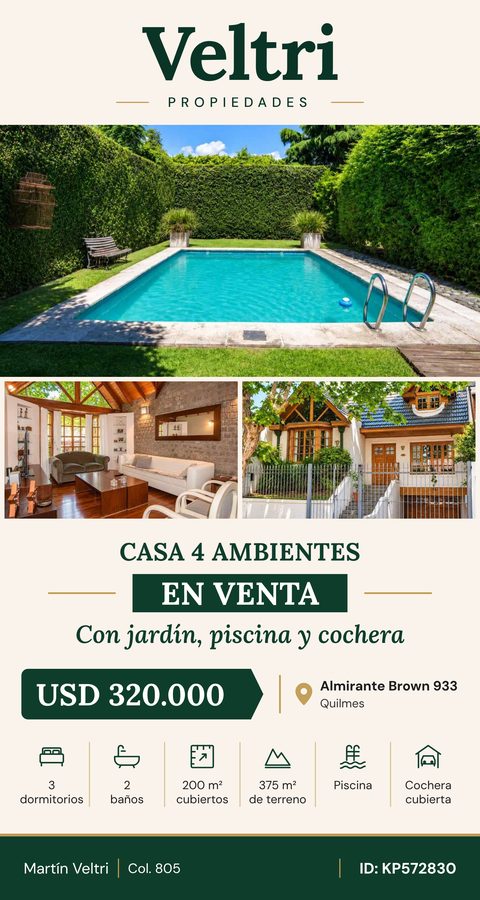 Veltri
PROPIEDADES
CASA 4 AMBIENTES
EN VENTA
Con jardín, piscina y cochera
USD 320.000
Almirante Brown 933
Quilmes
3
dormitorios
2
baños
200 m²
cubiertos
375 m²
de terreno
Piscina
Cochera
cubierta
Martín Veltri
Col. 805
ID: KP572830